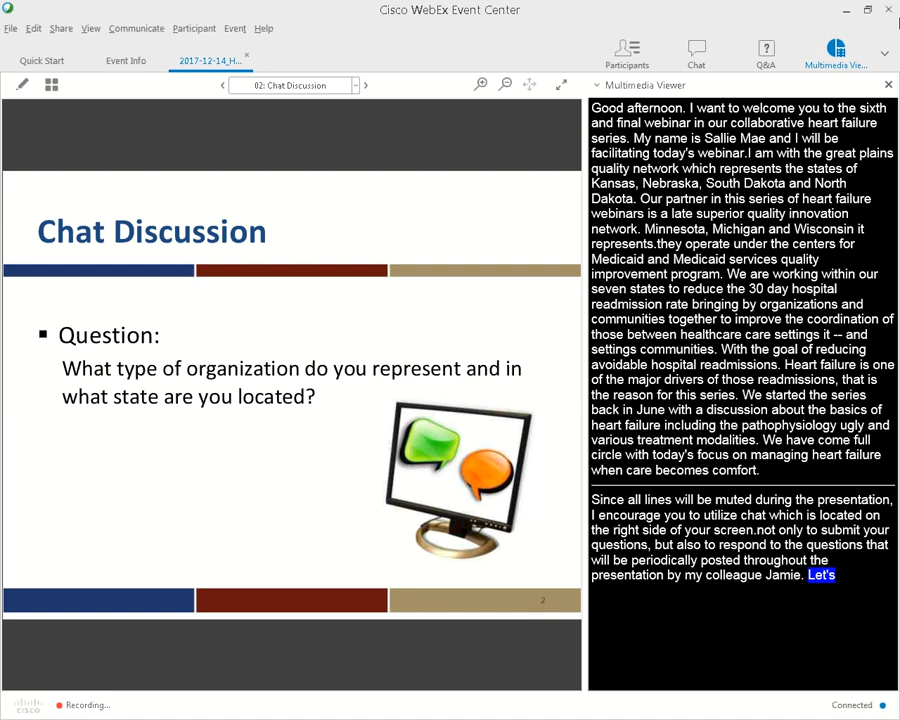 Cisco WebEx Event Center
File Edit Share View Communicate Participant Event Help
Quick Start
Event Info
2017-12-14_H...
Participants
Chat
Q&A
Multimedia Vie...
02: Chat Discussion
Multimedia Viewer
Chat Discussion
Question:
What type of organization do you represent and in
what state are you located?
2
Good afternoon. I want to welcome you to the sixth
and final webinar in our collaborative heart failure
series. My name is Sallie Mae and I will be
facilitating today's webinar.I am with the great plains
quality network which represents the states of
Kansas, Nebraska, South Dakota and North
Dakota. Our partner in this series of heart failure
webinars is a late superior quality innovation
network. Minnesota, Michigan and Wisconsin it
represents.they operate under the centers for
Medicaid and Medicaid services quality
improvement program. We are working within our
seven states to reduce the 30 day hospital
readmission rate bringing by organizations and
communities together to improve the coordination of
those between healthcare care settings it -- and
settings communities. With the goal of reducing
avoidable hospital readmissions. Heart failure is one
of the major drivers of those readmissions, that is
the reason for this series. We started the series
back in June with a discussion about the basics of
heart failure including the pathophysiology ugly and
various treatment modalities. We have come full
circle with today's focus on managing heart failure
when care becomes comfort.
Since all lines will be muted during the presentation,
I encourage you to utilize chat which is located on
the right side of your screen.not only to submit your
questions, but also to respond to the questions that
will be periodically posted throughout the
presentation by my colleague Jamie. Let's
CISCO
Recording...
Connected